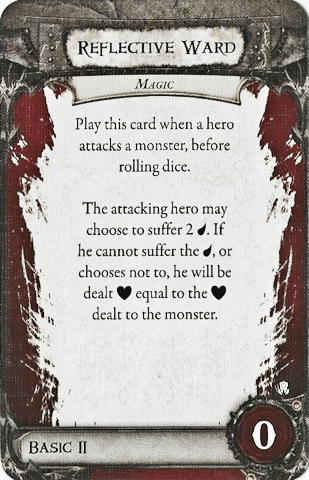 Reflective Ward
Magic
Play this card when a hero
attacks a monster, before
rolling dice.
The attacking hero may
choose to suffer 2 . If
he cannot suffer the , or
chooses not to, he will be
dealt ♥ equal to the ♥
dealt to the monster.
Basic II
0